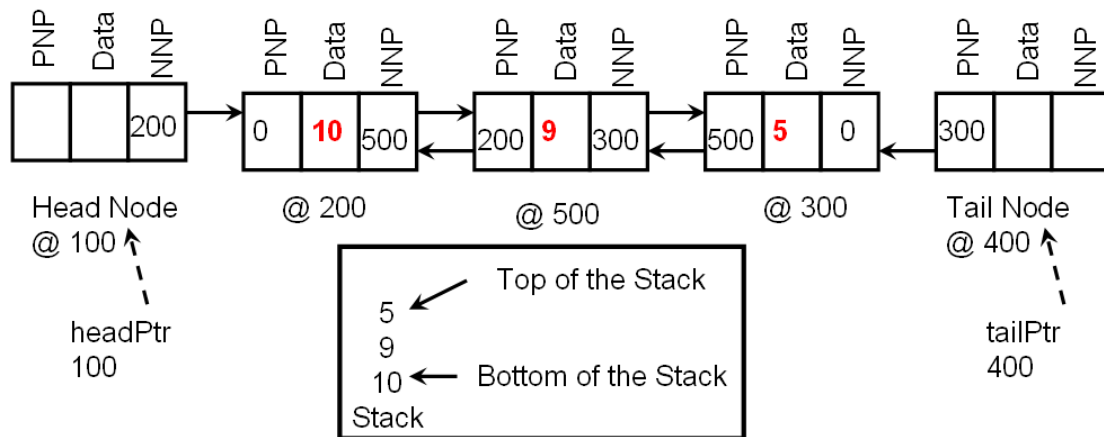 PNP Data NNP PNP Data NNP PNP Data NNP PNP Data NNP PNP Data NNP
200 0 10 500 200 9 300 500 5 0 300
Head Node @ 200 @ 500 @ 300 Tail Node
@ 100 @ 400
Top of the Stack
5
headPtr 9 tailPtr
100 10 Bottom of the Stack 400
Stack